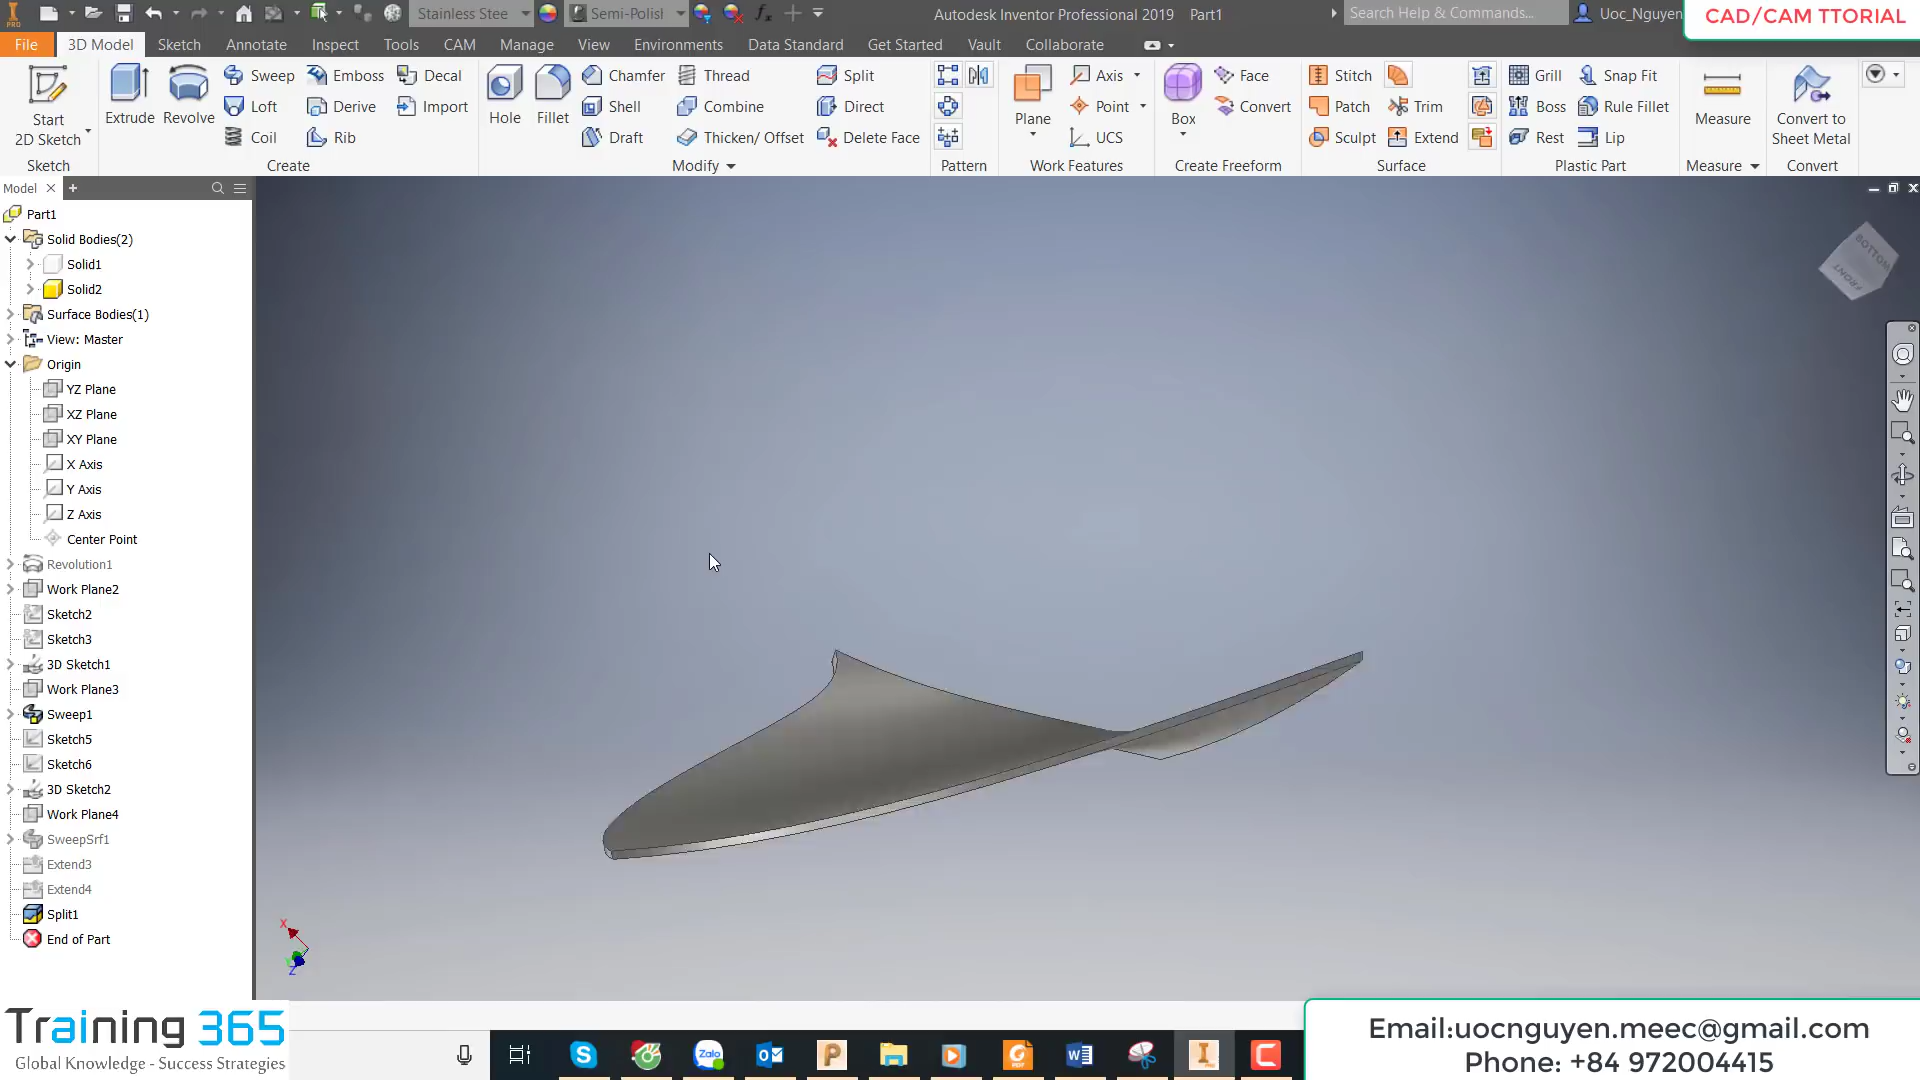 Stainless Stee
Semi-Polisl
Autodesk Inventor Professional 2019 Part1
Search Help & Commands...
Uoc_Nguyen
CAD/CAM TTORIAL
File 3D Model Sketch Annotate Inspect Tools CAM Manage View Environments Data Standard Get Started Vault Collaborate
Start
2D Sketch
Sketch
Extrude Revolve
Sweep Emboss Decal
Loft Derive Import
Coil Rib
Create
Hole Fillet
Chamfer Thread Split
Shell Combine Direct
Draft Thicken/ Offset Delete Face
Modify
Pattern
Plane
Axis
Point
UCS
Work Features
Box
Face
Convert
Create Freeform
Stitch
Patch Trim
Sculpt Extend
Surface
Grill Snap Fit
Boss Rule Fillet
Rest Lip
Plastic Part
Measure
Measure
Convert to
Sheet Metal
Convert
Model
Part1
Solid Bodies(2)
Solid1
Solid2
Surface Bodies(1)
View: Master
Origin
YZ Plane
XZ Plane
XY Plane
X Axis
Y Axis
Z Axis
Center Point
Revolution1
Work Plane2
Sketch2
Sketch3
3D Sketch1
Work Plane3
Sweep1
Sketch5
Sketch6
3D Sketch2
Work Plane4
SweepSrf1
Extend3
Extend4
Split1
End of Part
BOTTOM
FRONT
X
Y
Z
Training 365
Global Knowledge - Success Strategies
Zalo
Email:uocnguyen.meec@gmail.com
Phone: +84 972004415